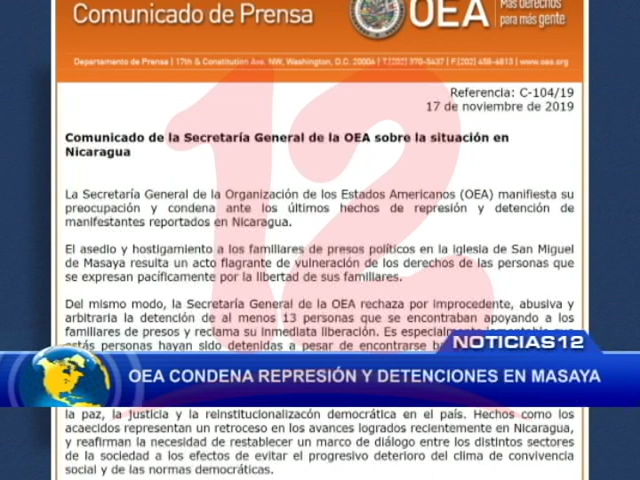 Comunicado de Prensa
OEA
Más derechos
para más gente
Departamento de Prensa | 17th & Constitution Ave. NW, Washington, D.C. 20006 | T.(202) 370-5437 | F.(202) 458-6813 | www.oas.org
Referencia: C-104/19
17 de noviembre de 2019
Comunicado de la Secretaría General de la OEA sobre la situación en
Nicaragua
La Secretaría General de la Organización de los Estados Americanos (OEA) manifiesta su
preocupación y condena ante los últimos hechos de represión y detención de
manifestantes reportados en Nicaragua.
El asedio y hostigamiento a los familiares de presos políticos en la iglesia de San Miguel
de Masaya resulta un acto flagrante de vulneración de los derechos de las personas que
se expresan pacíficamente por la libertad de sus familiares.
Del mismo modo, la Secretaría General de la OEA rechaza por improcedente, abusiva y
arbitraria la detención de al menos 13 personas que se encontraban apoyando a los
familiares de presos y reclama su inmediata liberación. Es especialmente
estás personas hayan sido detenidas a pesar de encontrarse
12
NOTICIAS12
OEA CONDENA REPRESIÓN Y DETENCIONES EN MASAYA
la paz, la justicia y la reinstitucionalizacón democrática en el país. Hechos como los
acaecidos representan un retroceso en los avances logrados recientemente en Nicaragua,
y reafirman la necesidad de restablecer un marco de diálogo entre los distintos sectores
de la sociedad a los efectos de evitar el progresivo deterioro del clima de convivencia
social y de las normas democráticas.